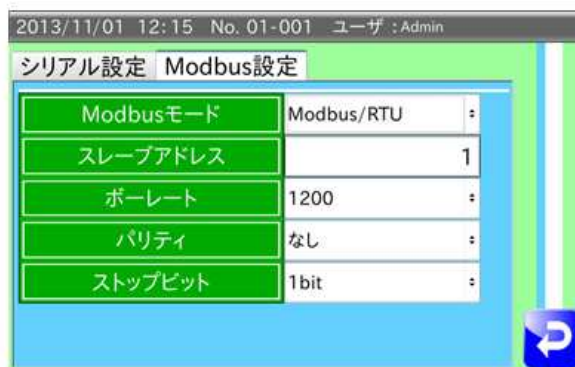 2013/11/01 12:15 No. 01-001 ユーザ :Admin
シリアル設定 Modbus設定
Modbusモード Modbus/RTU
スレーブアドレス 1
ボーレート 1200
パリティ なし
ストップビット 1bit